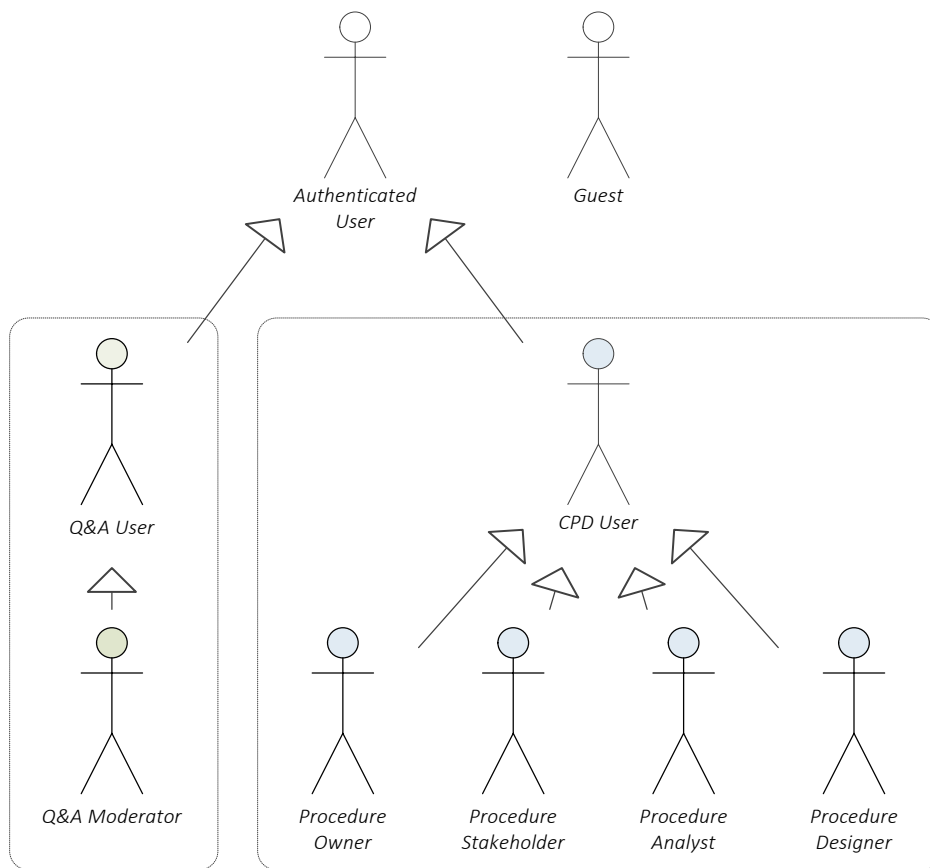 Authenticated
User
Guest
Q&A User
CPD User
Q&A Moderator
Procedure
Owner
Procedure
Stakeholder
Procedure
Analyst
Procedure
Designer